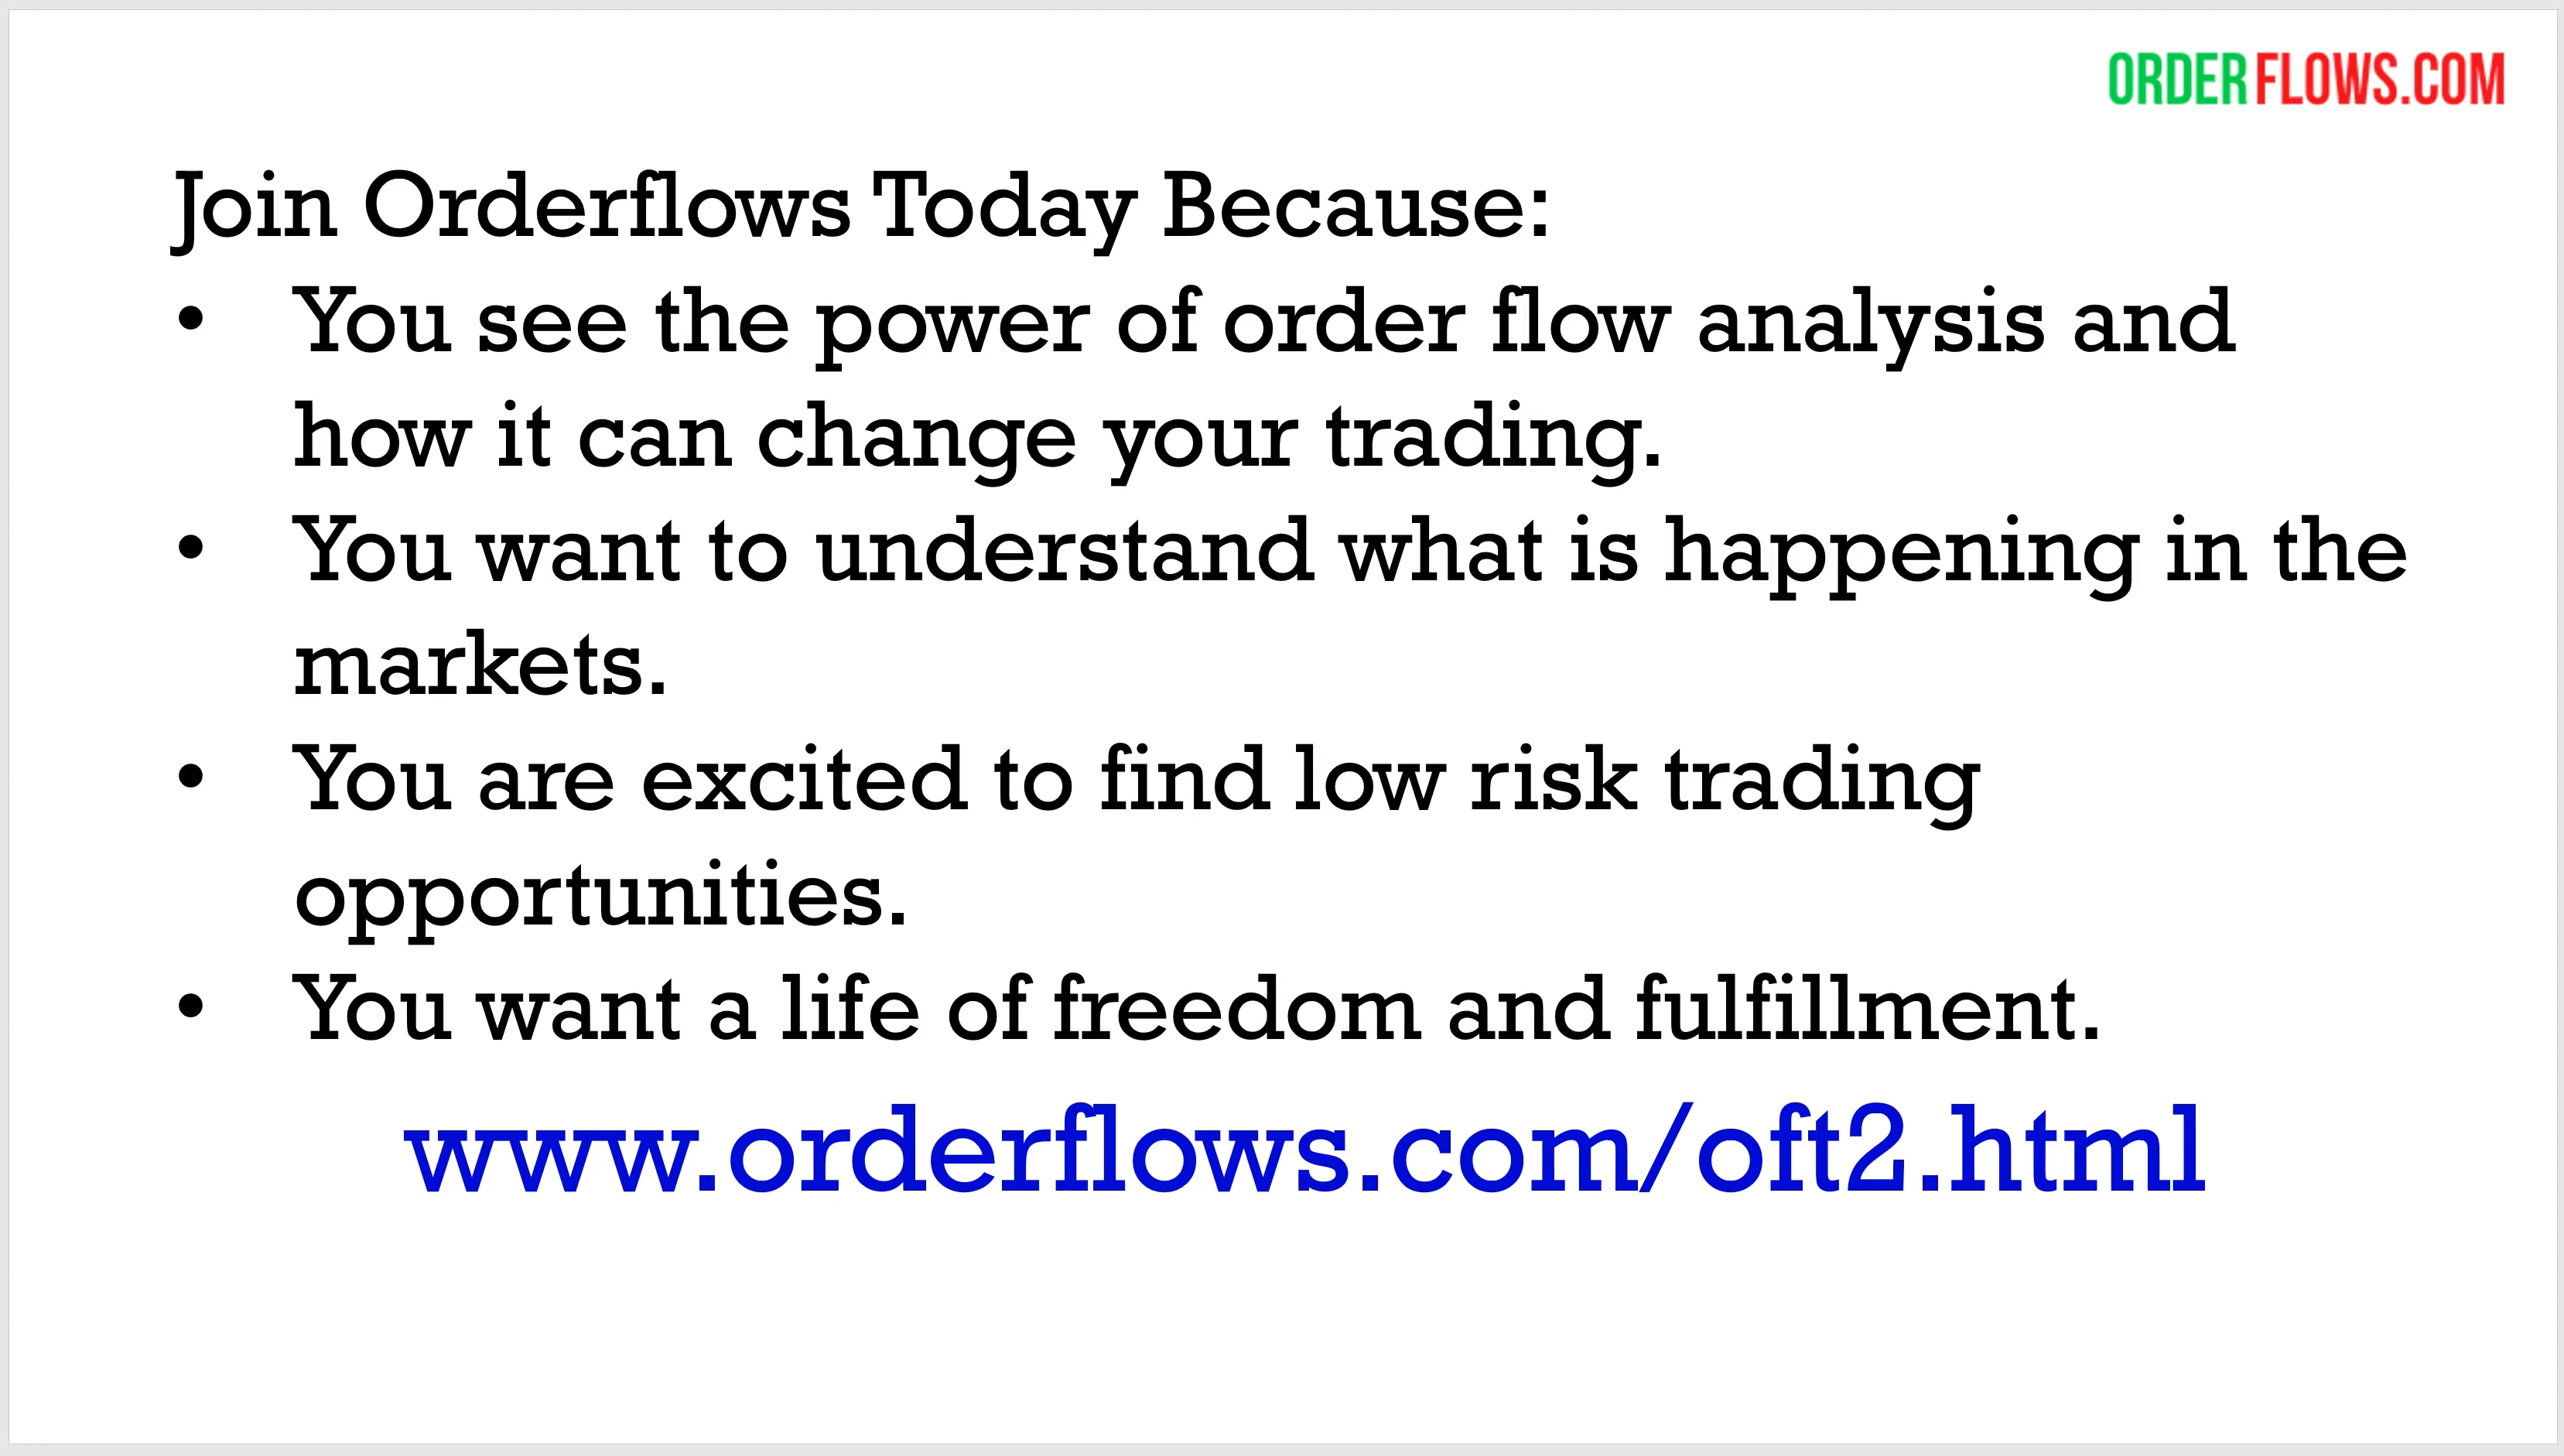 ORDERFLOWS.COM
Join Orderflows Today Because:
• You see the power of order flow analysis and
how it can change your trading.
• You want to understand what is happening in the
markets.
• You are excited to find low risk trading
opportunities.
• You want a life of freedom and fulfillment.
www.orderflows.com/oft2.html